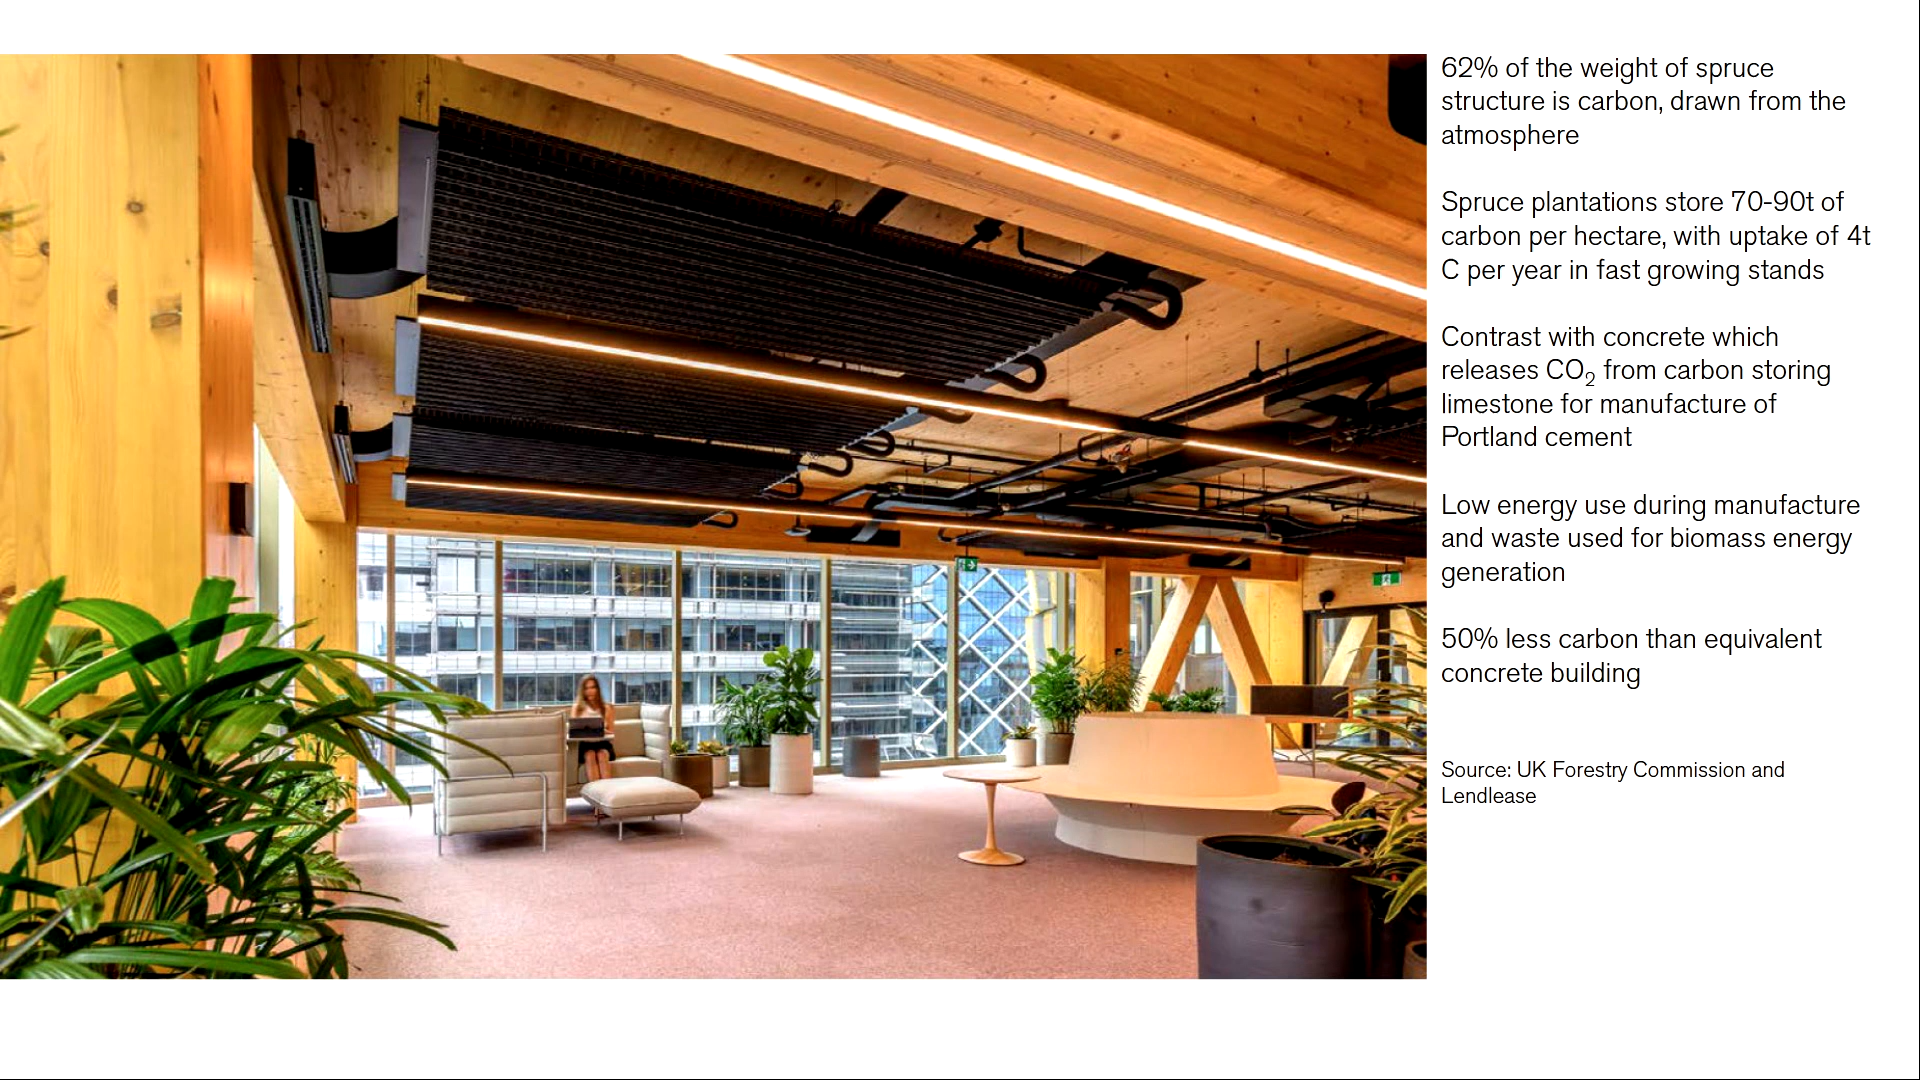 62% of the weight of spruce
structure is carbon, drawn from the
atmosphere
Spruce plantations store 70-90t of
carbon per hectare, with uptake of 4t
C per year in fast growing stands
Contrast with concrete which
releases CO₂ from carbon storing
limestone for manufacture of
Portland cement
Low energy use during manufacture
and waste used for biomass energy
generation
50% less carbon than equivalent
concrete building
Source: UK Forestry Commission and
Lendlease